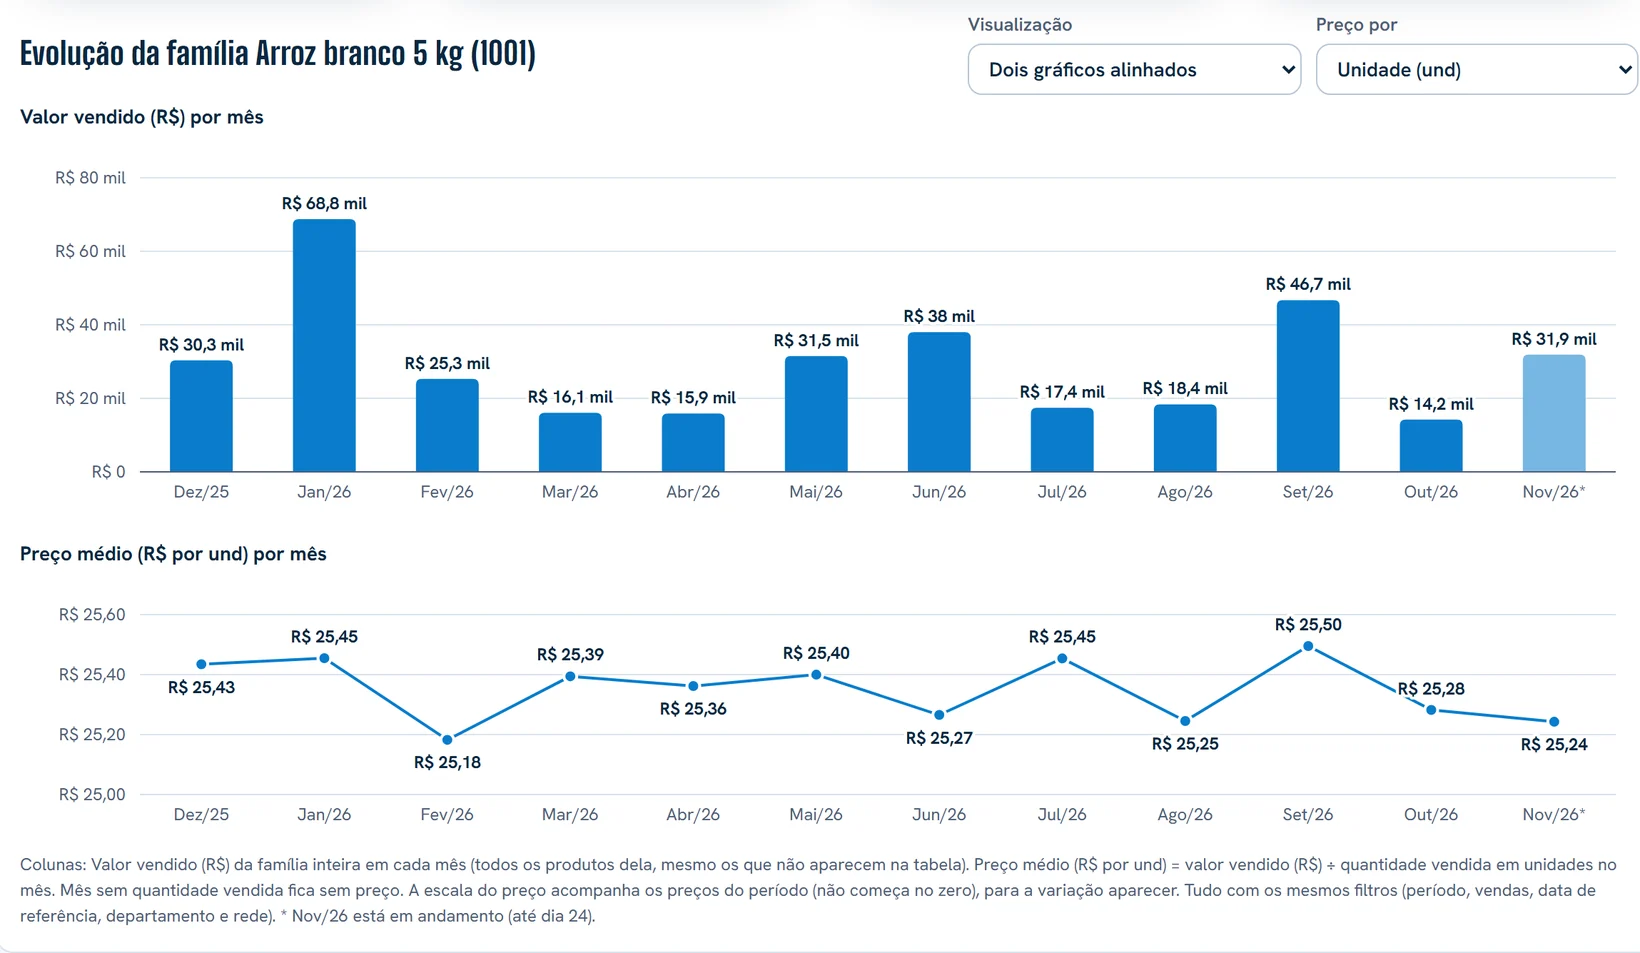 Visualização
Preço por
Evolução da família Arroz branco 5 kg (1001)
Dois gráficos alinhados
Unidade (und)
Valor vendido (R$) por mês
R$ 80 mil
R$ 60 mil
R$ 40 mil
R$ 20 mil
R$ 0
R$ 30,3 mil
R$ 68,8 mil
R$ 25,3 mil
R$ 16,1 mil
R$ 15,9 mil
R$ 31,5 mil
R$ 38 mil
R$ 17,4 mil
R$ 18,4 mil
R$ 46,7 mil
R$ 14,2 mil
R$ 31,9 mil
Dez/25
Jan/26
Fev/26
Mar/26
Abr/26
Mai/26
Jun/26
Jul/26
Ago/26
Set/26
Out/26
Nov/26*
Preço médio (R$ por und) por mês
R$ 25,60
R$ 25,40
R$ 25,20
R$ 25,00
R$ 25,43
R$ 25,45
R$ 25,18
R$ 25,39
R$ 25,36
R$ 25,40
R$ 25,27
R$ 25,45
R$ 25,25
R$ 25,50
R$ 25,28
R$ 25,24
Dez/25
Jan/26
Fev/26
Mar/26
Abr/26
Mai/26
Jun/26
Jul/26
Ago/26
Set/26
Out/26
Nov/26*
Colunas: Valor vendido (R$) da família inteira em cada mês (todos os produtos dela, mesmo os que não aparecem na tabela). Preço médio (R$ por und) = valor vendido (R$) ÷ quantidade vendida em unidades no
mês. Mês sem quantidade vendida fica sem preço. A escala do preço acompanha os preços do período (não começa no zero), para a variação aparecer. Tudo com os mesmos filtros (período, vendas, data de
referência, departamento e rede). * Nov/26 está em andamento (até dia 24).